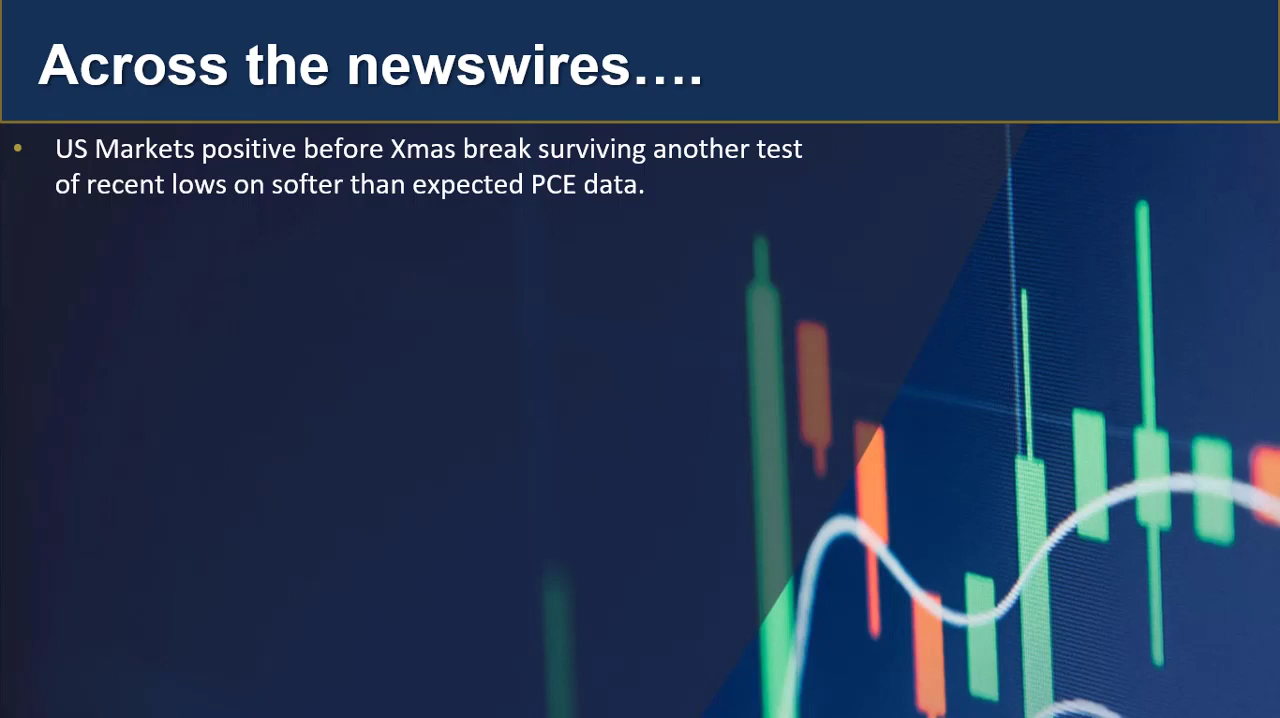 Across the newswires….
• US Markets positive before Xmas break surviving another test
of recent lows on softer than expected PCE data.